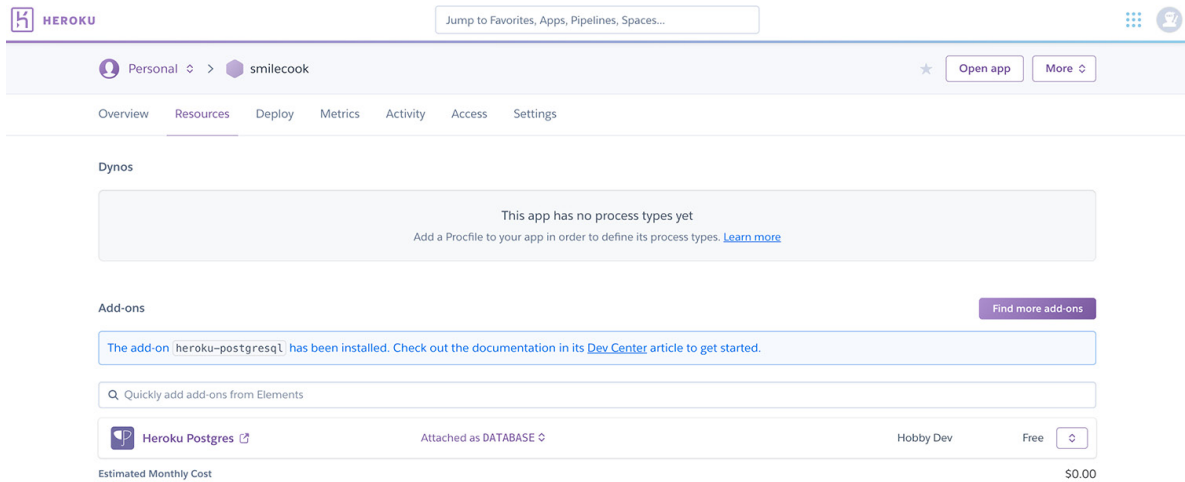 HEROKU
Jump to Favorites, Apps, Pipelines, Spaces...
Personal > smilecook
Open app
More
Overview Resources Deploy Metrics Activity Access Settings
Dynos
This app has no process types yet
Add a Procfile to your app in order to define its process types. Learn more
Add-ons
Find more add-ons
The add-on heroku-postgresql has been installed. Check out the documentation in its Dev Center article to get started.
Quickly add add-ons from Elements
Heroku Postgres Attached as DATABASE Hobby Dev Free
Estimated Monthly Cost $0.00